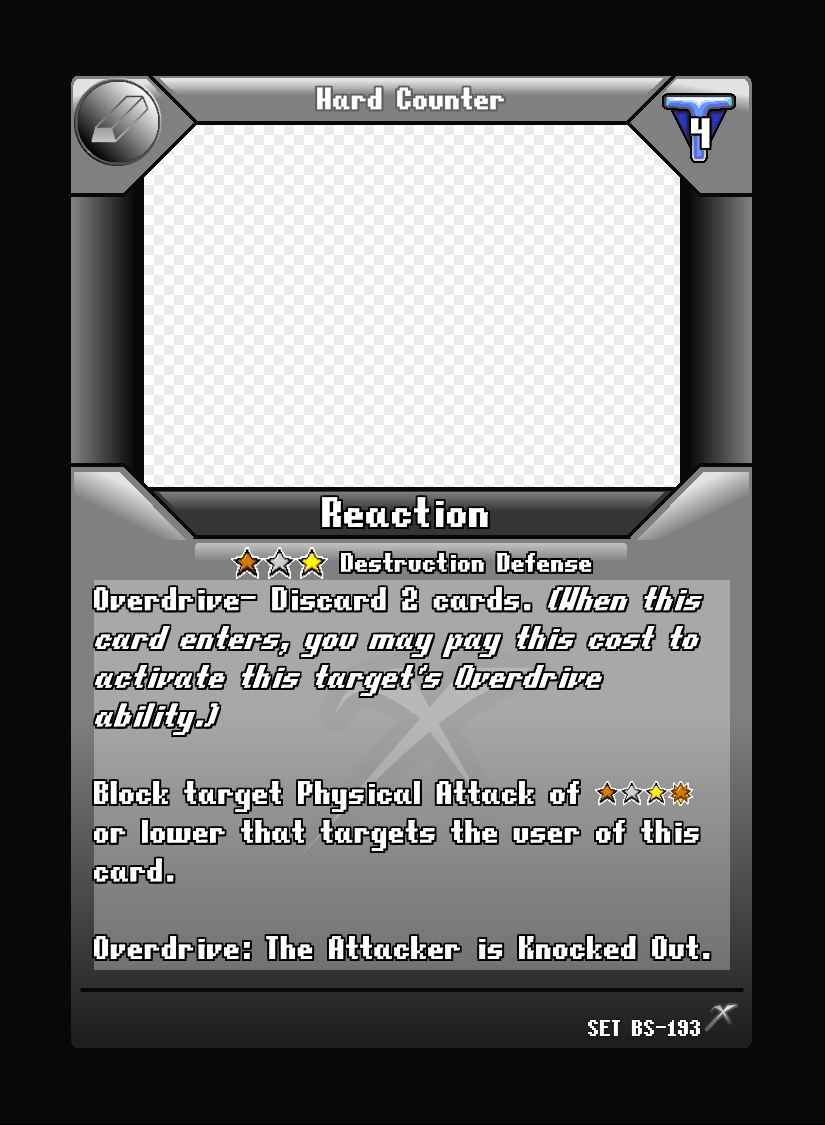 Hard Counter
4
Reaction
Destruction Defense
Overdrive- Discard 2 cards. (When this
card enters, you may pay this cost to
activate this target's Overdrive
ability.)
Block target Physical Attack of
or lower that targets the user of this
card.
Overdrive: The Attacker is Knocked Out.
SET BS-193